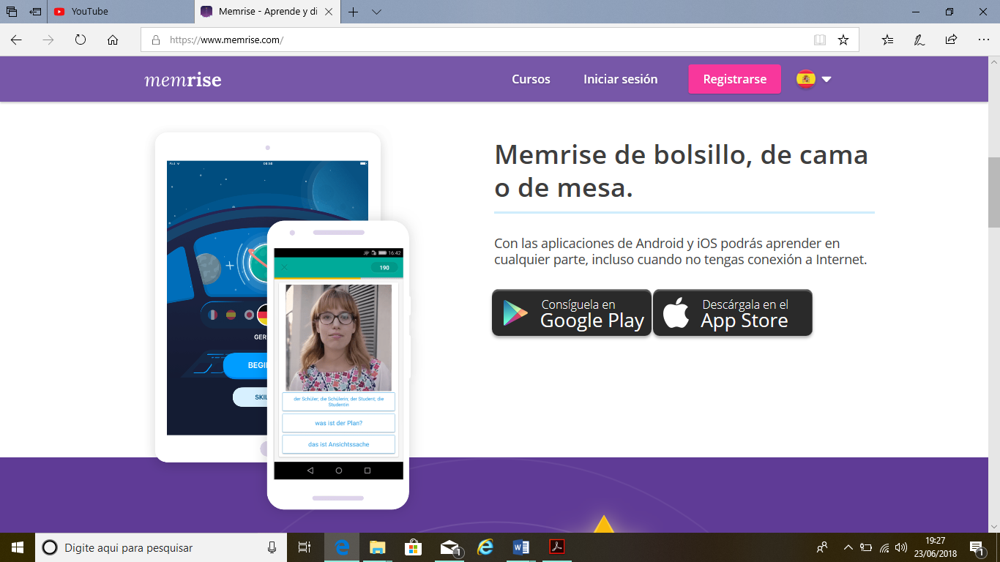 YouTube
Memrise - Aprende y di
https://www.memrise.com/
memrise
Cursos
Iniciar sesión
Registrarse
Memrise de bolsillo, de cama
o de mesa.
Con las aplicaciones de Android y iOS podrás aprender en
cualquier parte, incluso cuando no tengas conexión a Internet.
Consíguela en
Google Play
Descárgala en el
App Store
iPad
08:50
+
GER
BEGI
SKIL
16:42
190
der Schüler; die Schülerin; der Student; die
Studentin
was ist der Plan?
das ist Ansichtssache
Digite aqui para pesquisar
1
19:27
23/06/2018
1